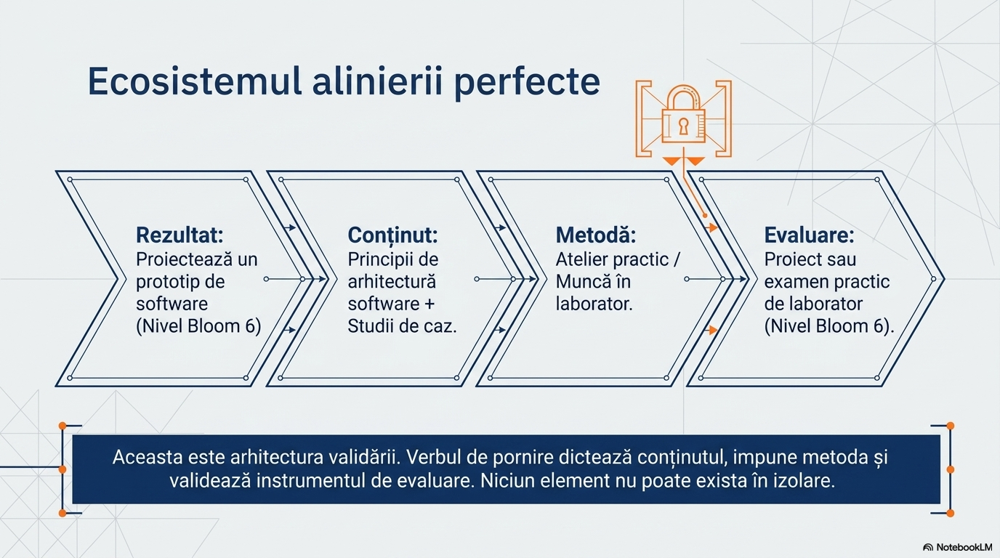 Ecosistemul alinierii perfecte
Rezultat:
Proiectează un
prototip de
software
(Nivel Bloom 6)
Conținut:
Principii de
arhitectură
software +
Studii de caz.
Metodă:
Atelier practic /
Muncă în
laborator.
Evaluare:
Proiect sau
examen practic
de laborator
(Nivel Bloom 6).
Aceasta este arhitectura validării. Verbul de pornire dictează conținutul, impune metoda și
validează instrumentul de evaluare. Niciun element nu poate exista în izolare.
NotebookLM